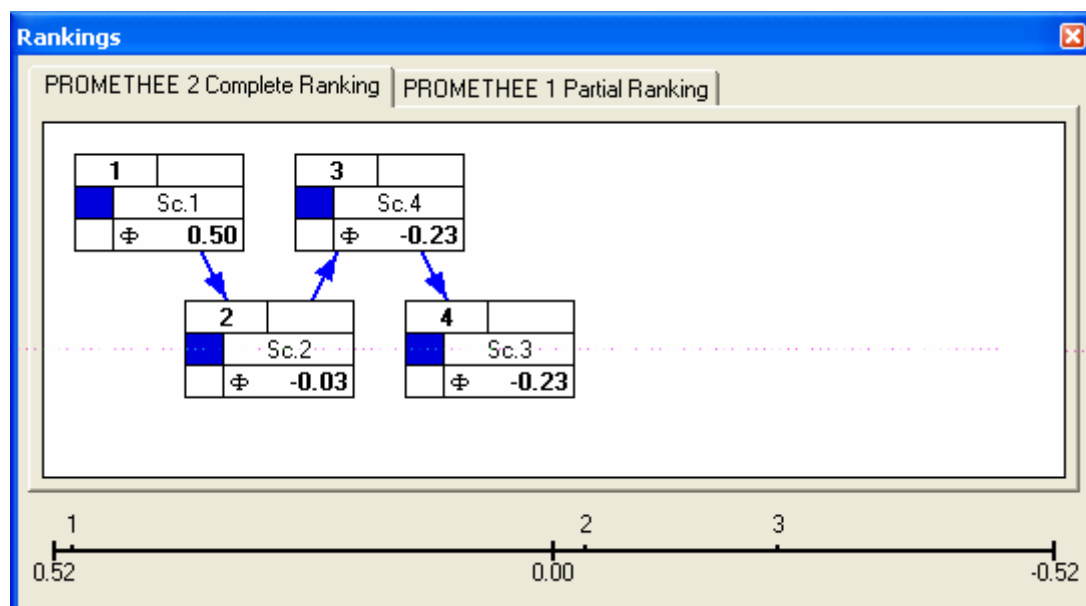 Rankings
PROMETHEE 2 Complete Ranking PROMETHEE 1 Partial Ranking
1 3
Sc.1 Sc.4
Φ 0.50 Φ -0.23
2 4
Sc.2 Sc.3
Φ -0.03 Φ -0.23
1 2 3
0.52 0.00 -0.52